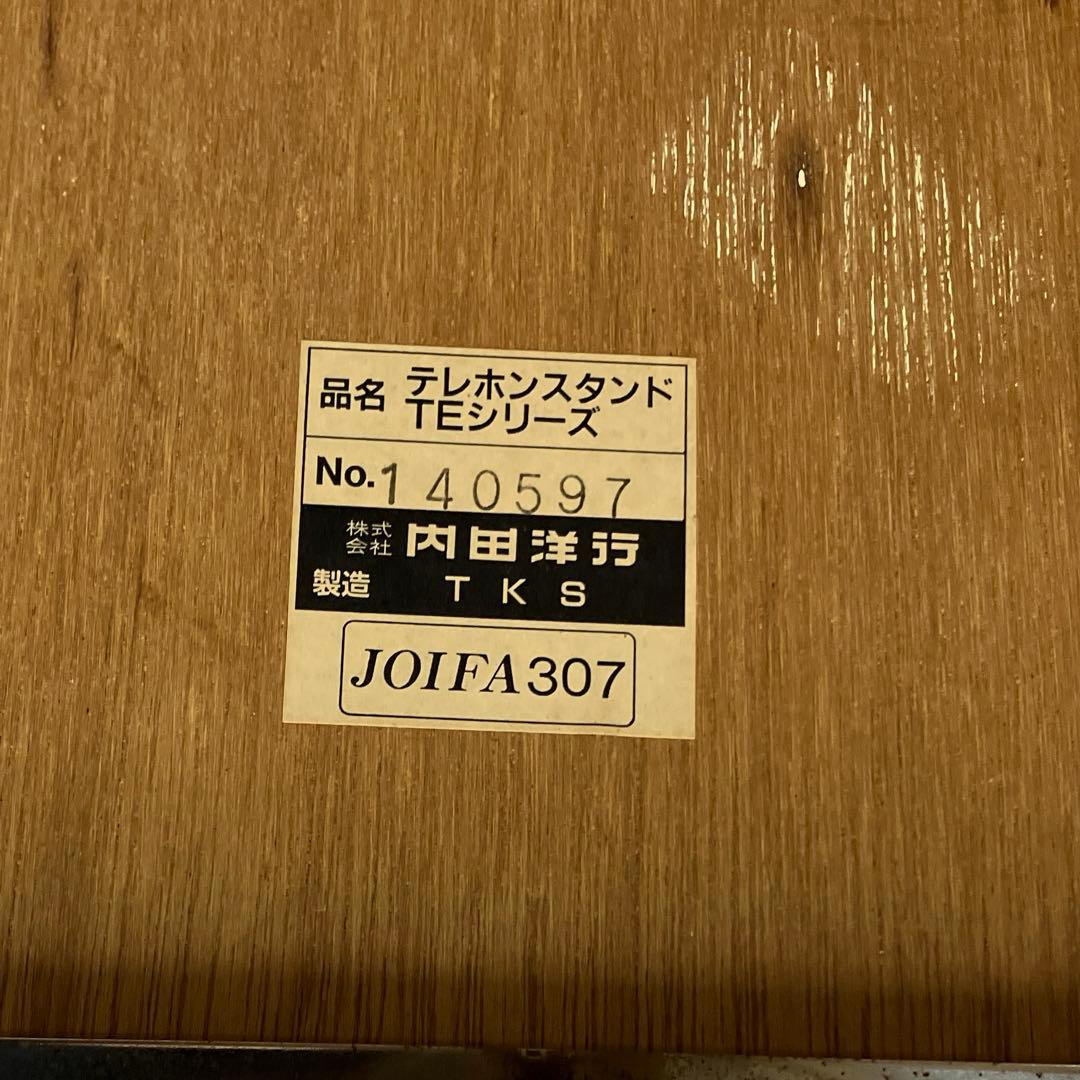 品名 テレホンスタンド
TEシリーズ
No.140597
株式会社 内田洋行
製造 TKS
JOIFA307